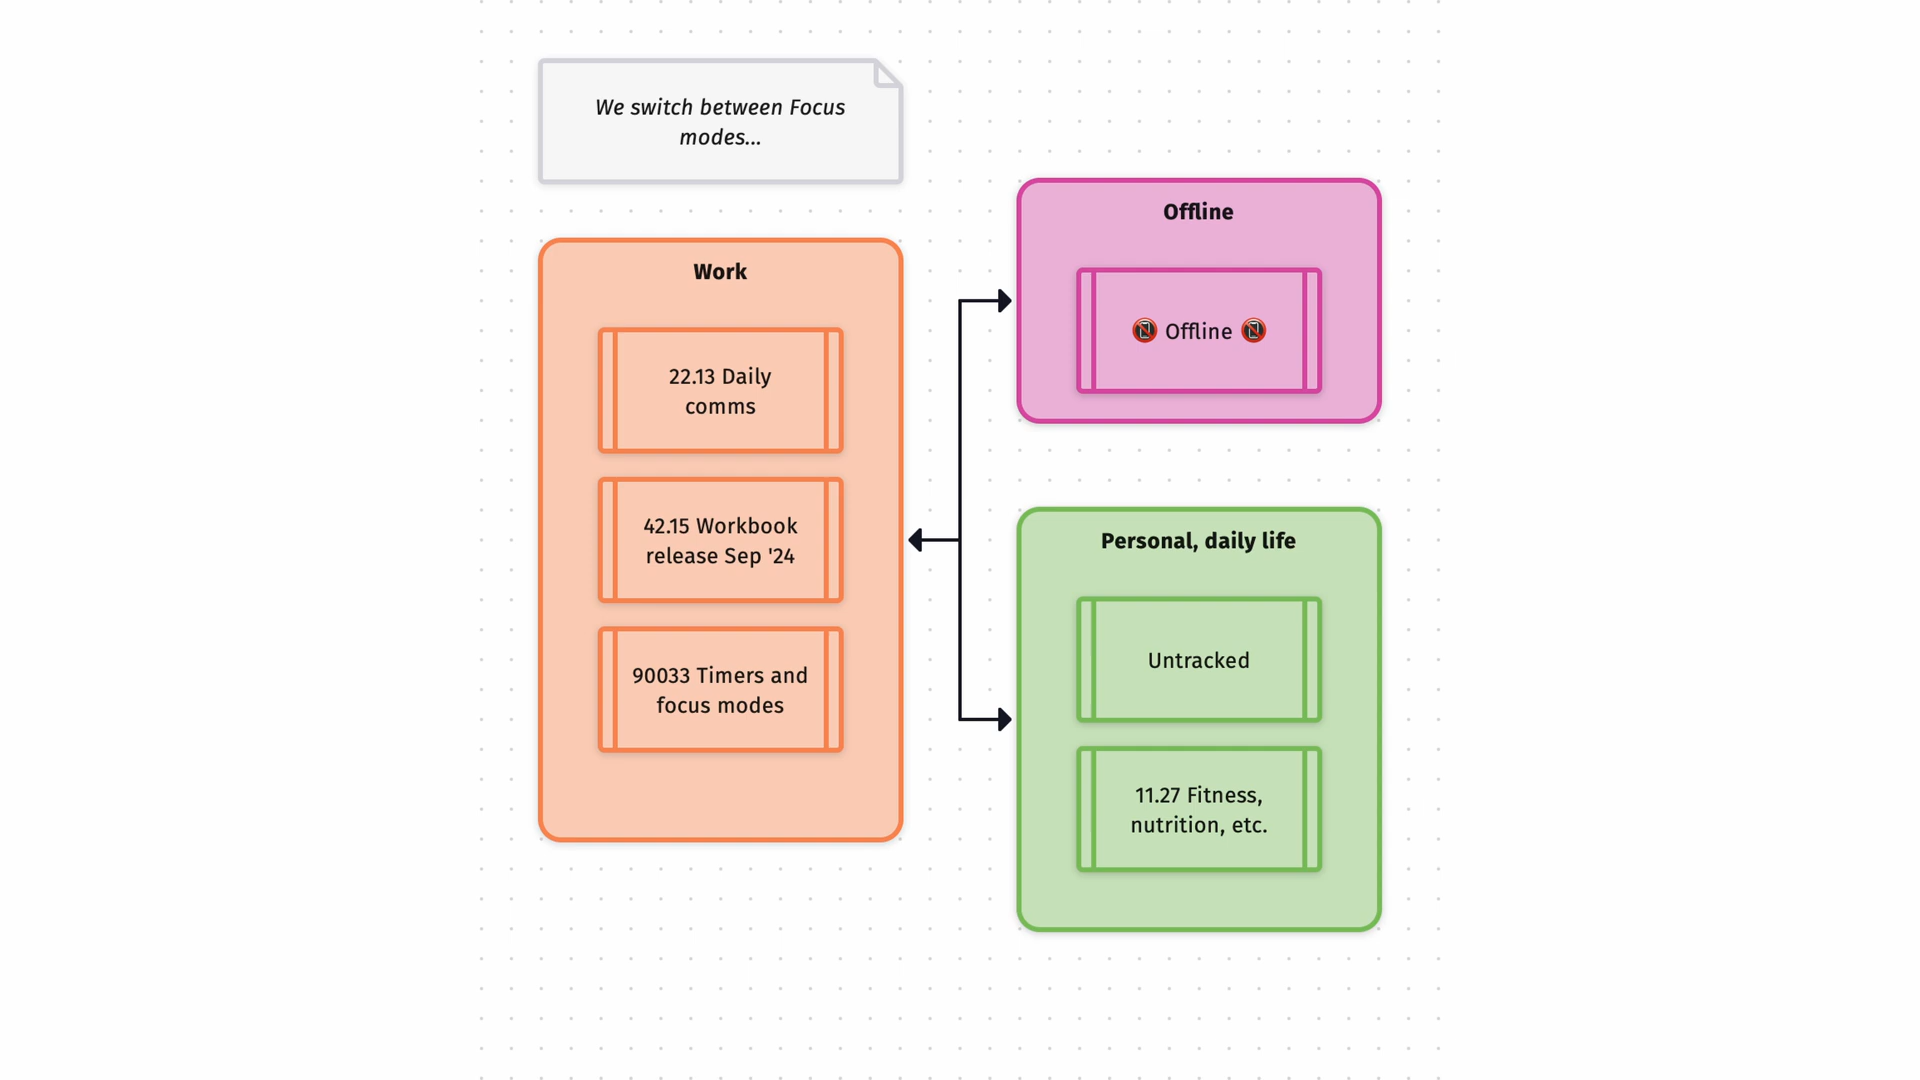 We switch between Focus
modes...
Work
22.13 Daily
comms
42.15 Workbook
release Sep '24
90033 Timers and
focus modes
Offline
📵 Offline 📵
Personal, daily life
Untracked
11.27 Fitness,
nutrition, etc.